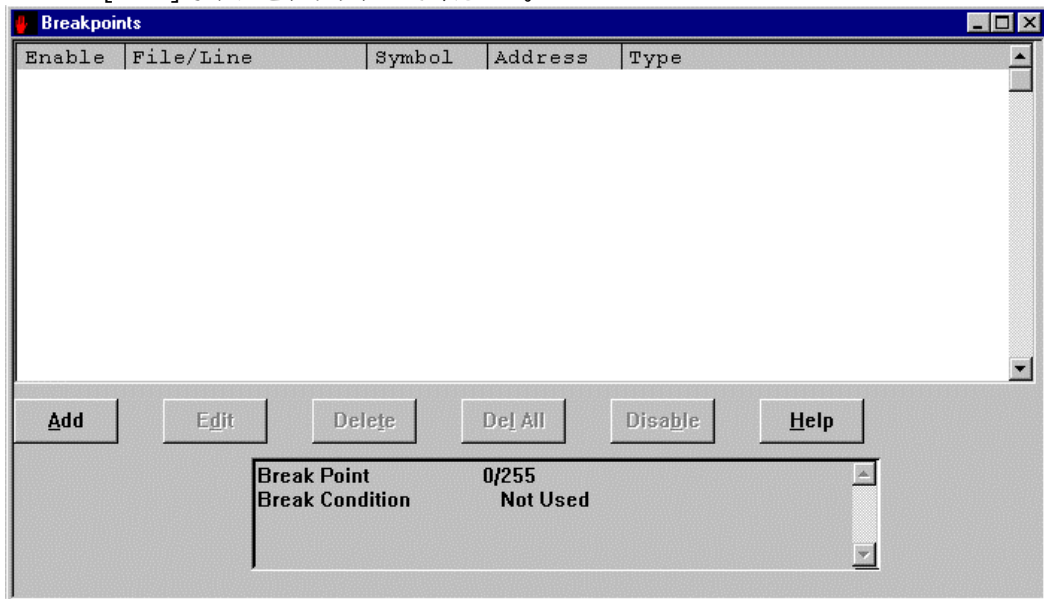 Breakpoints
Enable File/Line Symbol Address Type
Add Edit Delete Del All Disable Help
Break Point 0/255
Break Condition Not Used